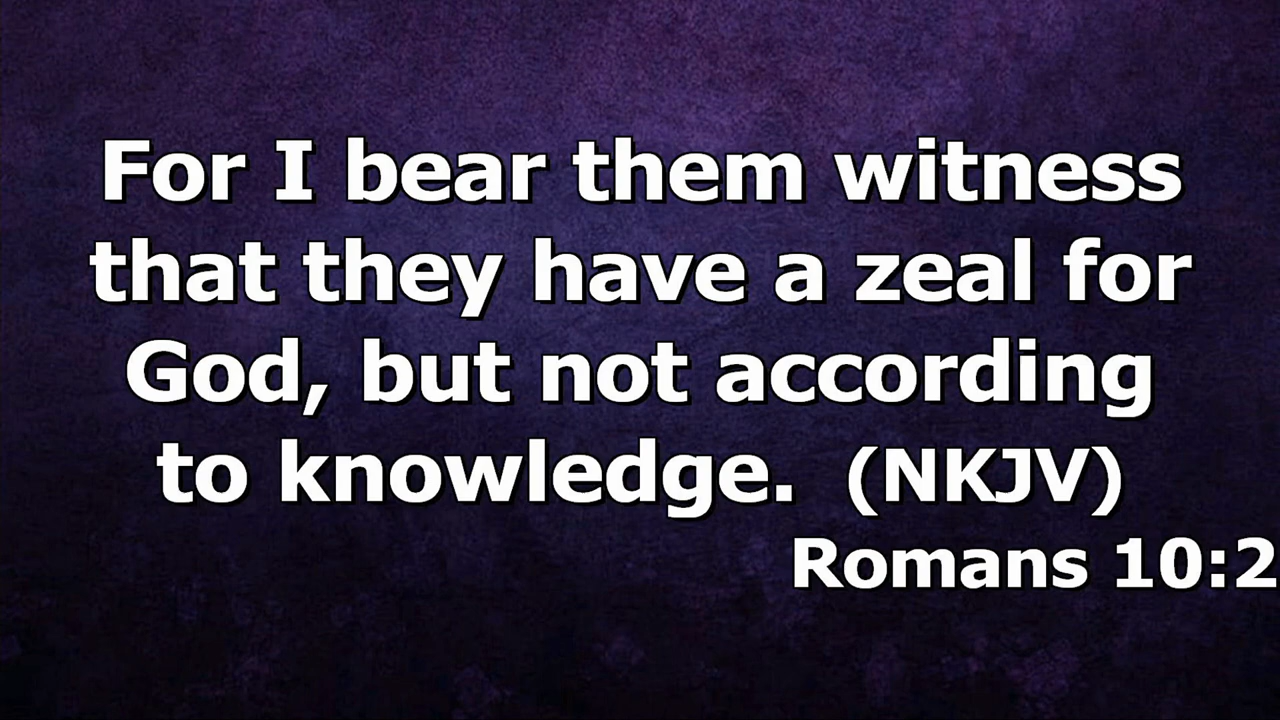 For I bear them witness
that they have a zeal for
God, but not according
to knowledge.  (NKJV)
Romans 10:2